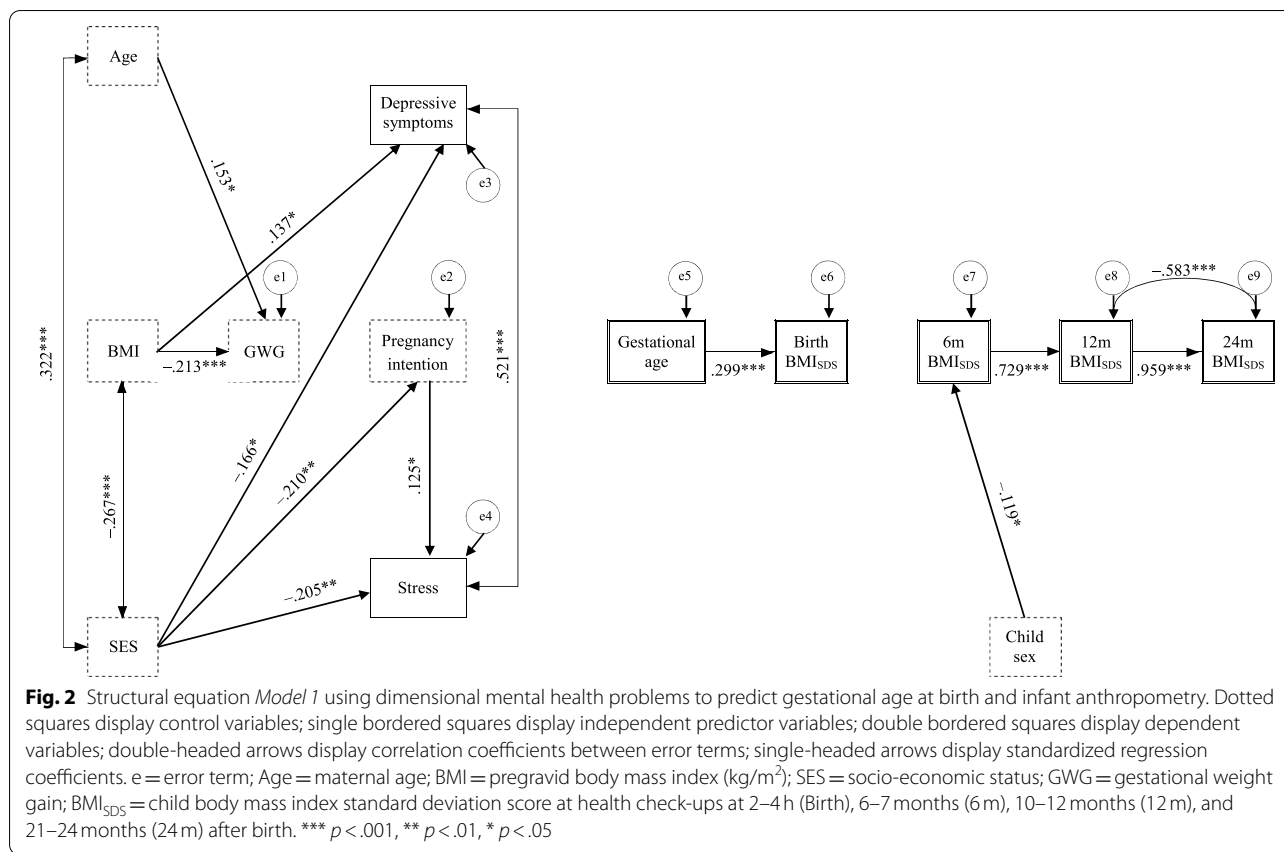 Age
Depressive
symptoms
e3
.153*
.137*
e1
e2
.322***
BMI
−.213***
GWG
Pregnancy
intention
.521***
−.267***
−.166*
−.210**
.125*
e4
−.205**
Stress
SES
e5
e6
e7
e8
−.583***
e9
Gestational
age
.299***
Birth
BMISDS
6m
BMISDS
.729***
12m
BMISDS
.959***
24m
BMISDS
−.119*
Child
sex
Fig. 2 Structural equation Model 1 using dimensional mental health problems to predict gestational age at birth and infant anthropometry. Dotted
squares display control variables; single bordered squares display independent predictor variables; double bordered squares display dependent
variables; double-headed arrows display correlation coefficients between error terms; single-headed arrows display standardized regression
coefficients. e = error term; Age = maternal age; BMI = pregravid body mass index (kg/m²); SES = socio-economic status; GWG = gestational weight
gain; BMISDS = child body mass index standard deviation score at health check-ups at 2–4 h (Birth), 6–7 months (6 m), 10–12 months (12 m), and
21–24 months (24 m) after birth. *** p < .001, ** p < .01, * p < .05